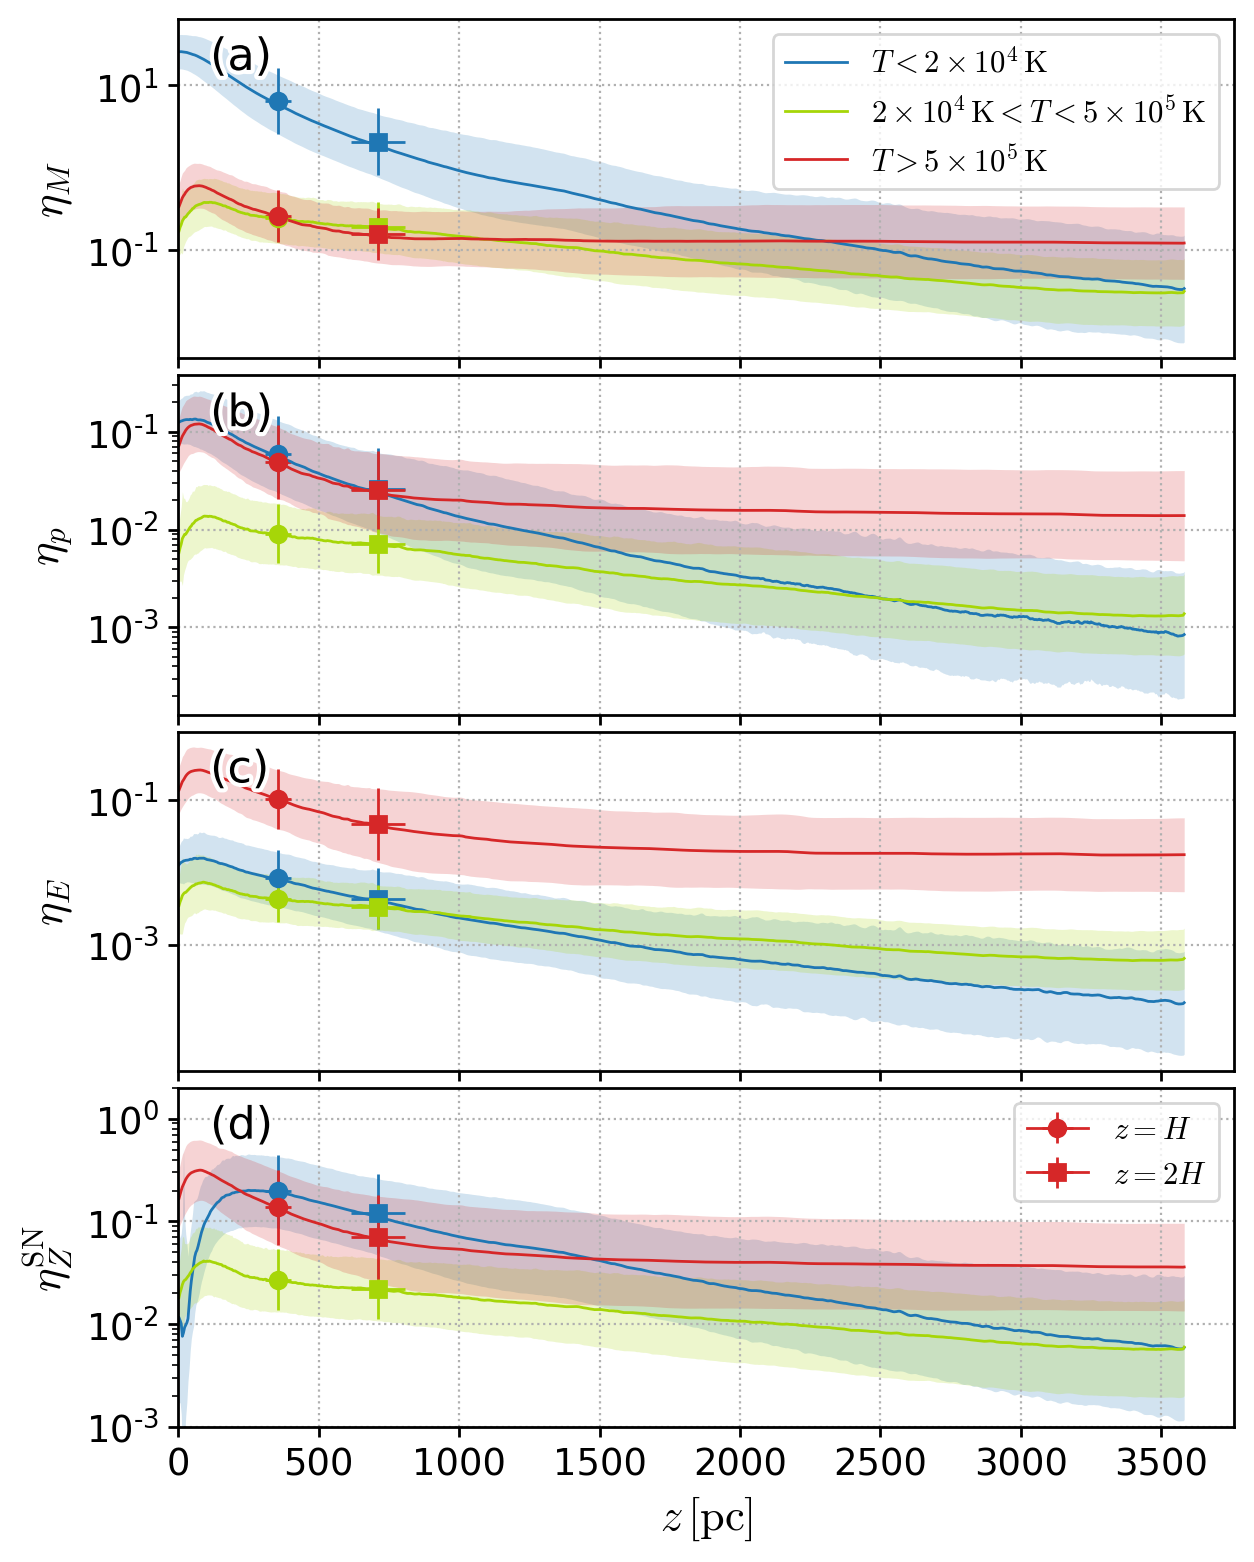 (a)
η_M
10^1
10^-1
T < 2 × 10^4 K
2 × 10^4 K < T < 5 × 10^5 K
T > 5 × 10^5 K
(b)
η_p
10^-1
10^-2
10^-3
(c)
η_E
10^-1
10^-3
(d)
η_Z^SN
10^0
10^-1
10^-2
10^-3
z = H
z = 2H
0 500 1000 1500 2000 2500 3000 3500
z [pc]